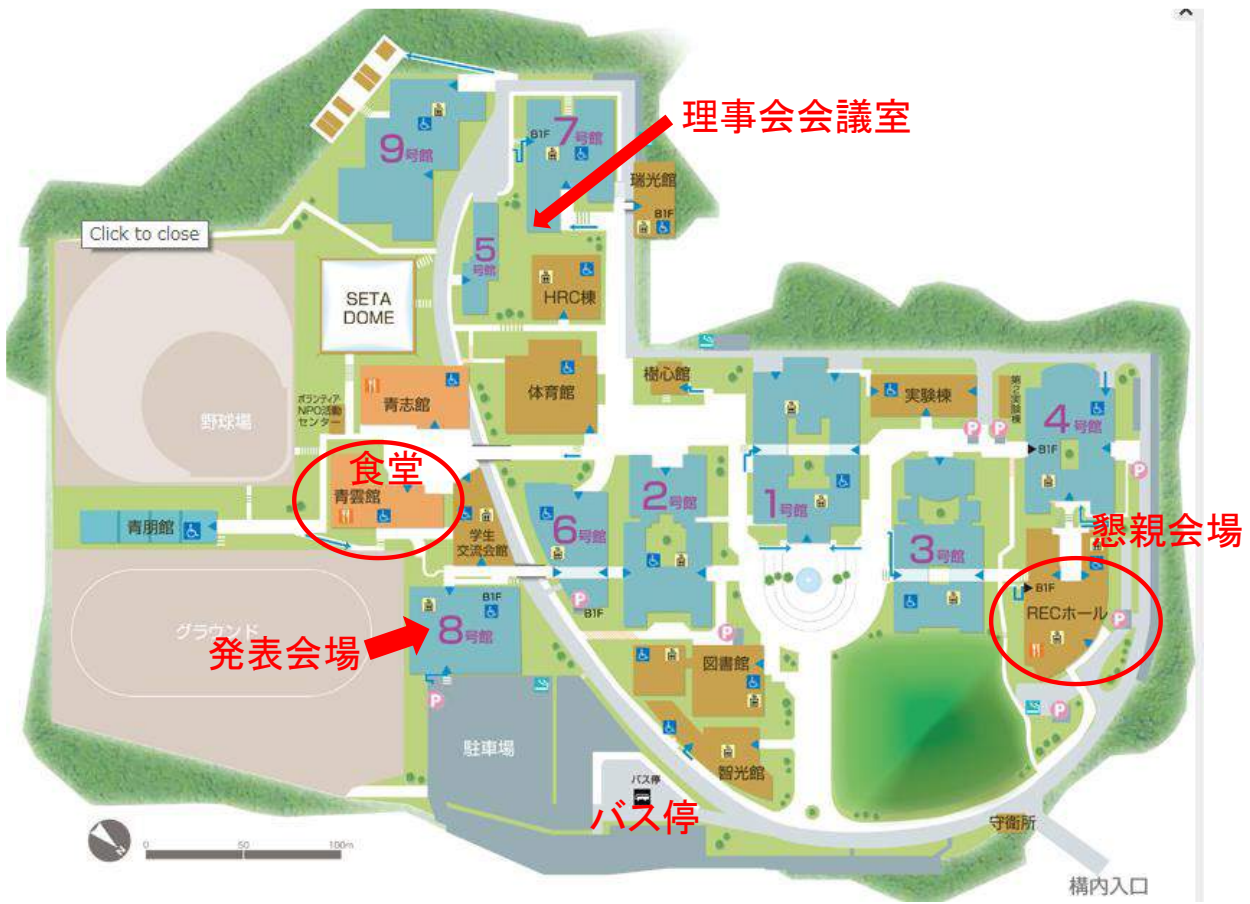 理事会会議室
7号館
B1F
9号館
瑞光館
B1F
Click to close
5号館
HRC棟
SETA
DOME
樹心館
体育館
実験棟
第2実験棟
青志館
ボランティア・
NPO活動
センター
野球場
4号館
B1F
食堂
青雲館
2号館
1号館
6号館
B1F
青朋館
学生
交流会館
3号館
懇親会場
B1F
RECホール
B1F
8号館
グラウンド
発表会場
図書館
駐車場
智光館
バス停
バス停
守衛所
構内入口
N
0 50 100m
P
P
P
P
P
P
P
P